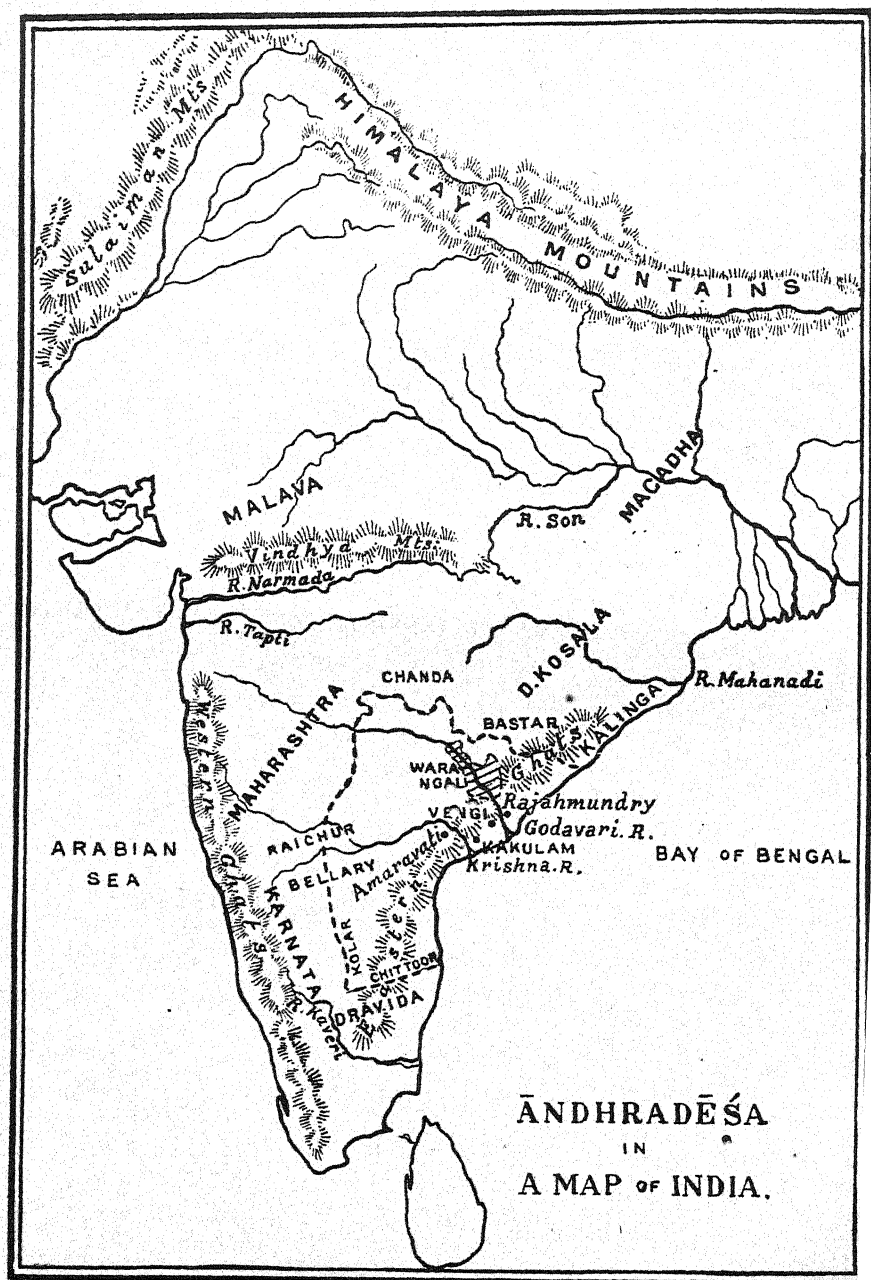 Sulaiman Mts
HIMALAYA MOUNTAINS
MALAVA
R. Son
MAGADHA
Vindhya Mts.
R. Narmada
R. Tapti
D. KOSALA
CHANDA
R. Mahanadi
BASTAR
KALINGA
MAHARASHTRA
Western Ghats
Eastern Ghats
WARA
NGAL
VENGI
Rajahmundry
Godavari. R.
RAICHUR
KAKULAM
Krishna. R.
ARABIAN
SEA
BAY OF BENGAL
BELLARY
Amaravati
KARNATA
KOLAR
CHITTOOR
DRAVIDA
R. Kaveri
ĀNDHRADĒŚA
IN
A MAP OF INDIA.